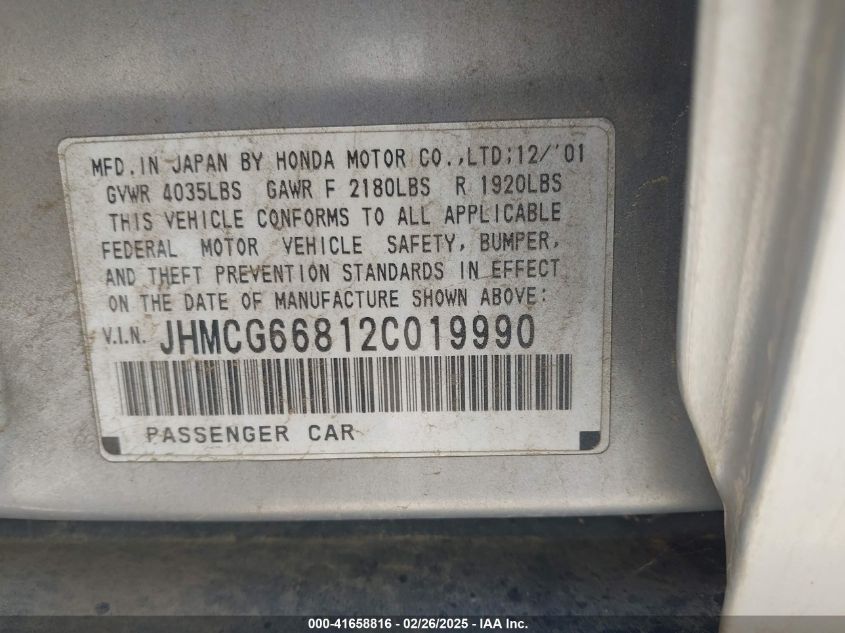 MFD. IN JAPAN BY HONDA MOTOR CO.,LTD; 12/'01
GVWR 4035LBS GAWR F 2180LBS R 1920LBS
THIS VEHICLE CONFORMS TO ALL APPLICABLE
FEDERAL MOTOR VEHICLE SAFETY, BUMPER,
AND THEFT PREVENTION STANDARDS IN EFFECT
ON THE DATE OF MANUFACTURE SHOWN ABOVE:
V.I.N. JHMCG66812C019990
PASSENGER CAR
000-41658816 - 02/26/2025 - IAA Inc.